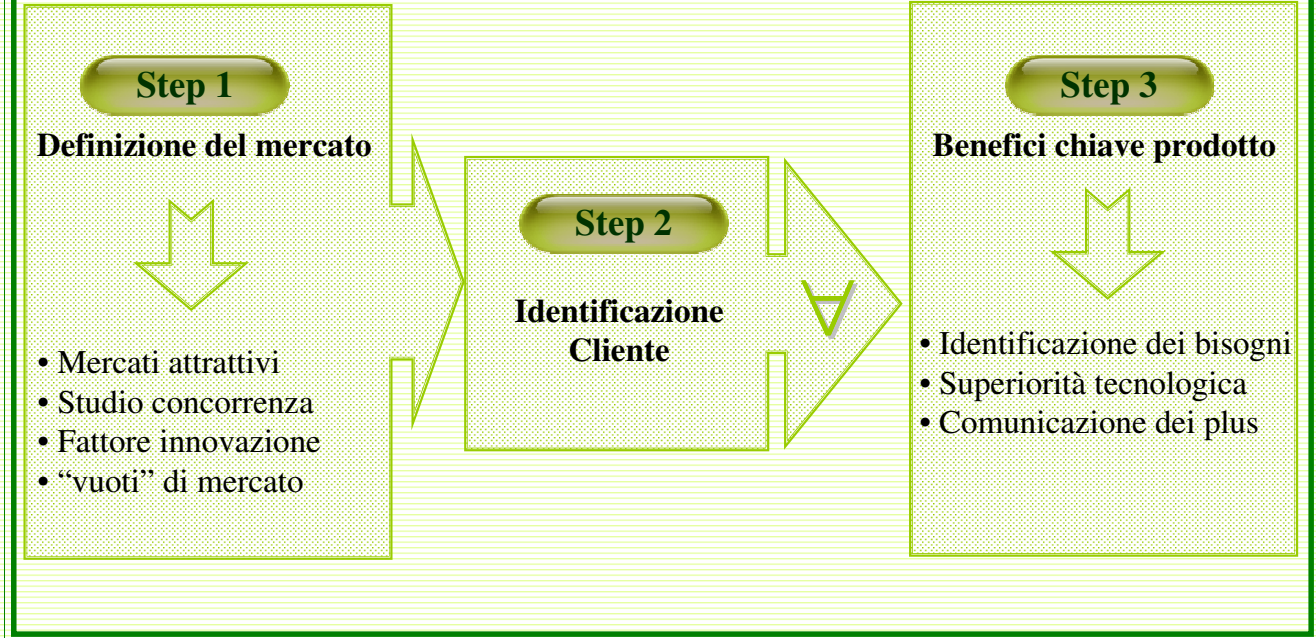 Step 1
Definizione del mercato
• Mercati attrattivi
• Studio concorrenza
• Fattore innovazione
• “vuoti” di mercato
Step 2
Identificazione
Cliente
∀
Step 3
Benefici chiave prodotto
• Identificazione dei bisogni
• Superiorità tecnologica
• Comunicazione dei plus